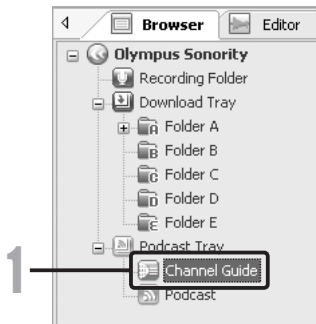 Browser Editor
Olympus Sonority
Recording Folder
Download Tray
Folder A
Folder B
Folder C
Folder D
Folder E
Podcast Tray
1 Channel Guide
Podcast